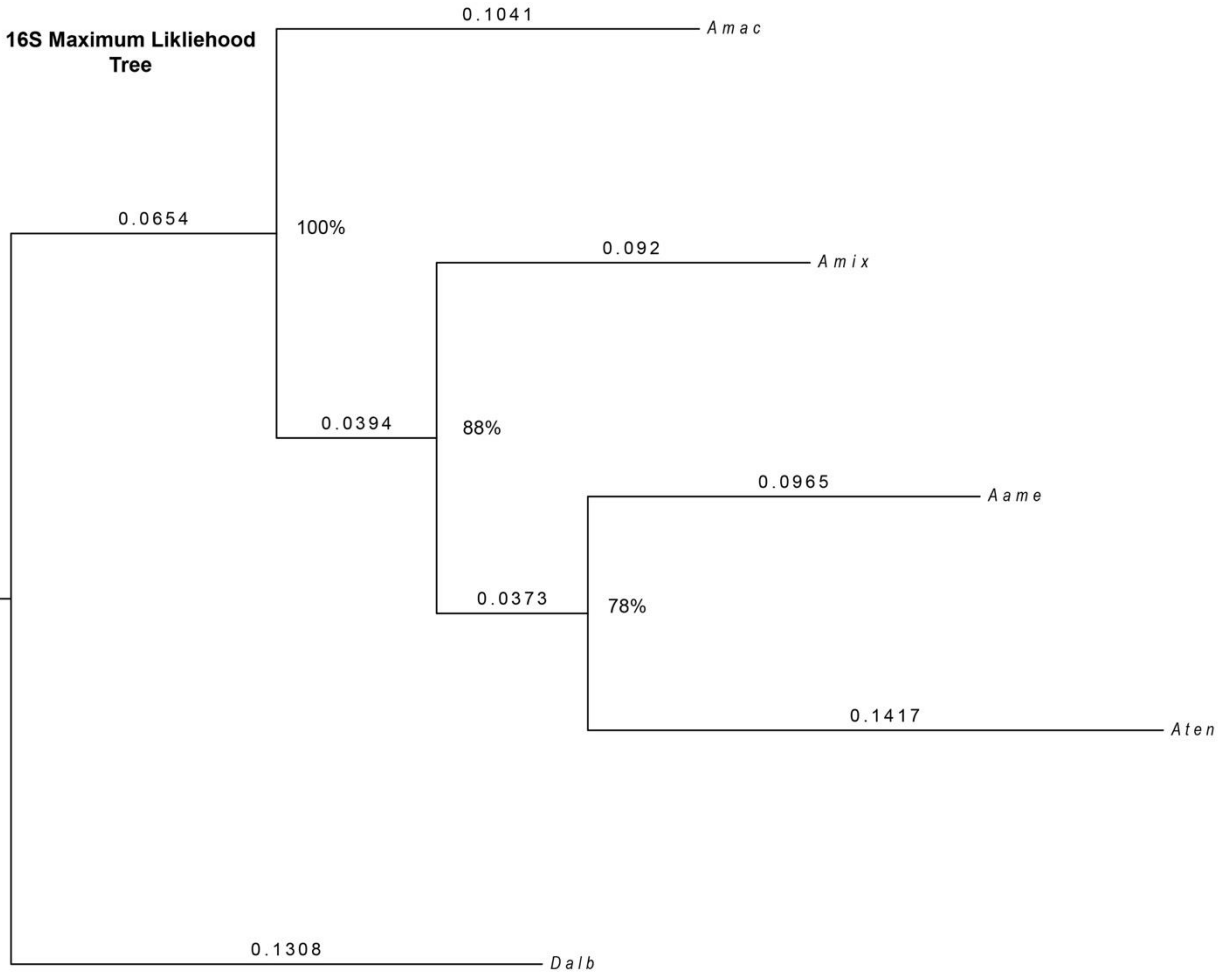 0.1041
Amac
16S Maximum Likliehood
Tree
0.0654
100%
0.092
Amix
0.0394
88%
0.0965
Aame
0.0373
78%
0.1417
Aten
0.1308
Dalb